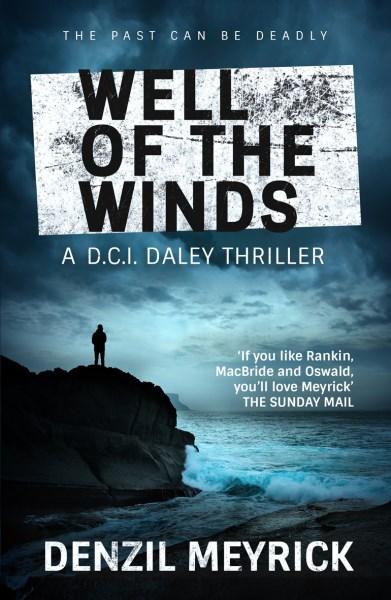 THE PAST CAN BE DEADLY
WELL
OF THE
WINDS
A D.C.I. DALEY THRILLER
'If you like Rankin,
MacBride and Oswald,
you'll love Meyrick'
THE SUNDAY MAIL
DENZIL MEYRICK